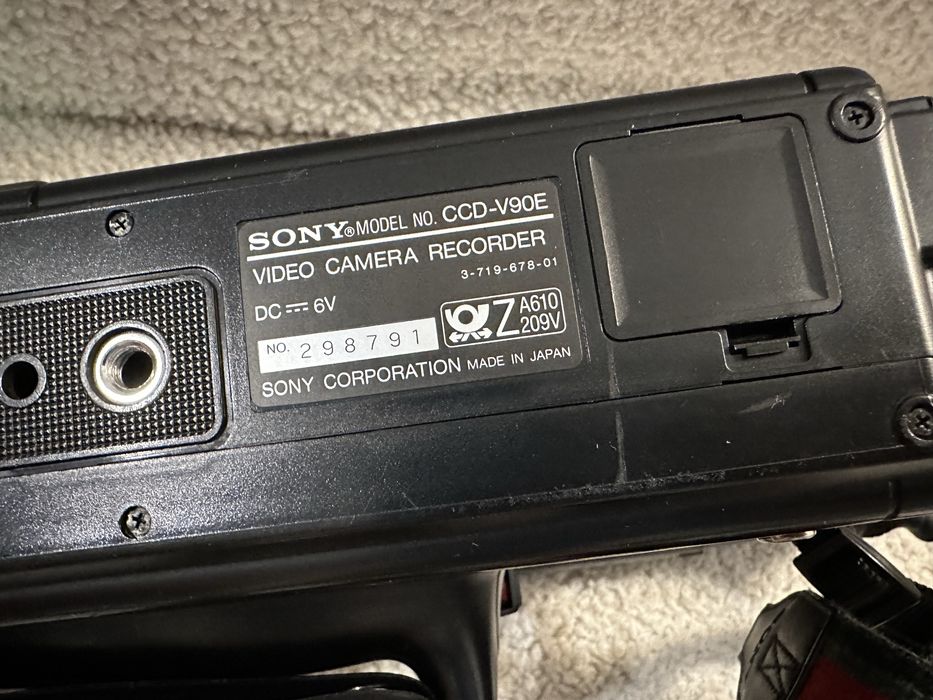 SONY® MODEL NO. CCD-V90E
VIDEO CAMERA RECORDER
3-719-678-01
DC ⎓ 6V
Z A610
209V
NO. 298791
SONY CORPORATION MADE IN JAPAN